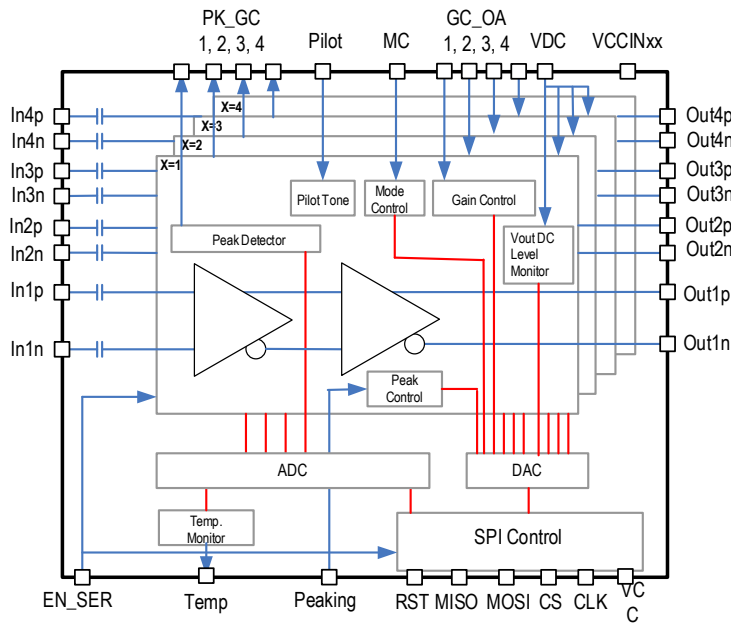 PK_GC
1, 2, 3, 4
Pilot
MC
GC_OA
1, 2, 3, 4
VDC
VCCINxx
In4p
In4n
In3p
In3n
In2p
In2n
In1p
In1n
X=4
X=3
X=2
X=1
Pilot Tone
Mode
Control
Gain Control
Peak Detector
Vout DC
Level
Monitor
Peak
Control
Out4p
Out4n
Out3p
Out3n
Out2p
Out2n
Out1p
Out1n
ADC
DAC
Temp.
Monitor
SPI Control
EN_SER
Temp
Peaking
RST
MISO
MOSI
CS
CLK
VC
C